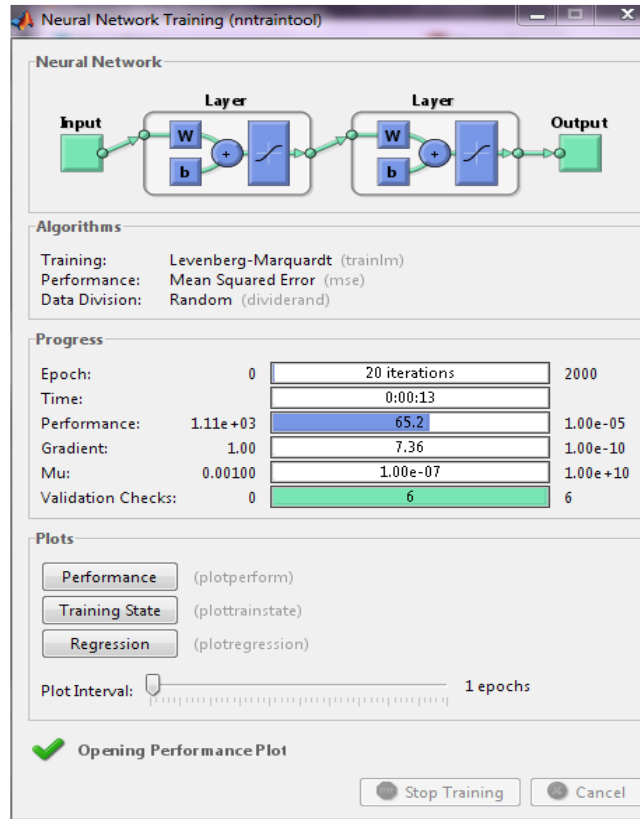 Neural Network Training (nntraintool)
Neural Network
Layer Layer
Input Output
W W
b b
+ +
Algorithms
Training: Levenberg-Marquardt (trainlm)
Performance: Mean Squared Error (mse)
Data Division: Random (dividerand)
Progress
Epoch: 0 20 iterations 2000
Time: 0:00:13
Performance: 1.11e+03 65.2 1.00e-05
Gradient: 1.00 7.36 1.00e-10
Mu: 0.00100 1.00e-07 1.00e+10
Validation Checks: 0 6 6
Plots
Performance (plotperform)
Training State (plottrainstate)
Regression (plotregression)
Plot Interval: 1 epochs
Opening Performance Plot
Stop Training Cancel